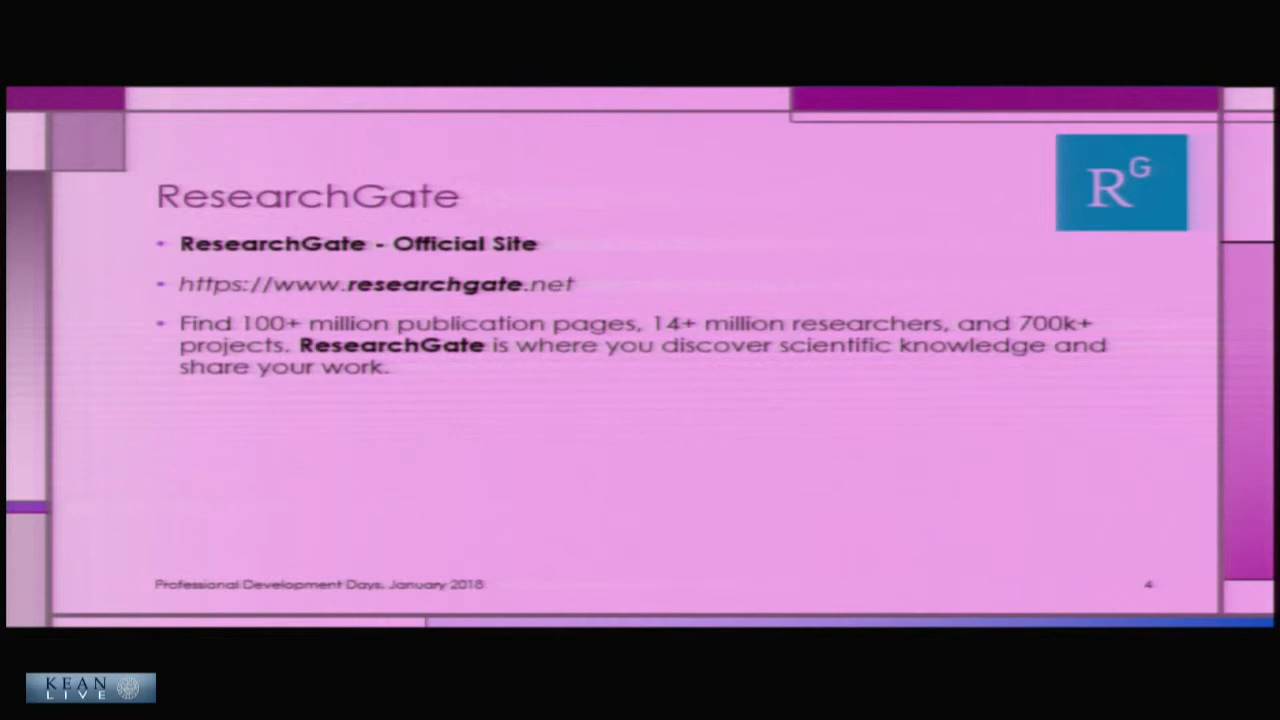 RG
ResearchGate
• ResearchGate - Official Site
• https://www.researchgate.net
• Find 100+ million publication pages, 14+ million researchers, and 700k+
projects. ResearchGate is where you discover scientific knowledge and
share your work.
Professional Development Days, January 2018
4
KEAN
LIVE